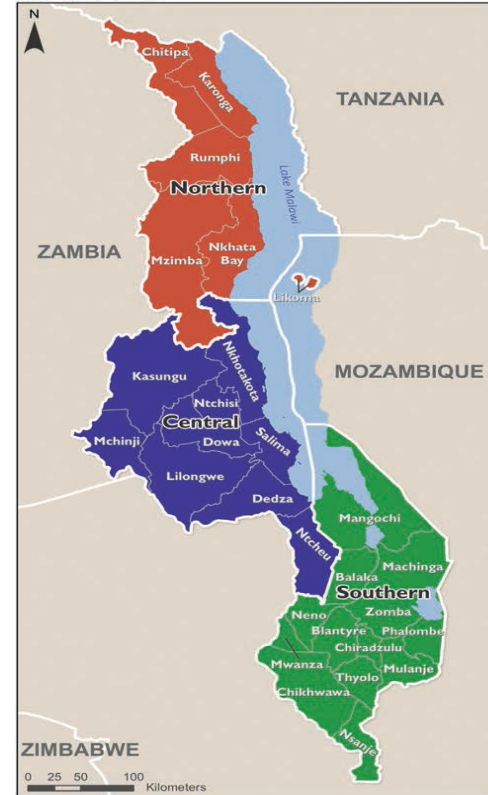 N
Chitipa
Karonga
TANZANIA
Rumphi
Lake Malawi
Northern
ZAMBIA
Nkhata
Bay
Mzimba
Likoma
MOZAMBIQUE
Nkhotakota
Kasungu
Ntchisi
Central
Mchinji
Dowa
Salima
Lilongwe
Dedza
Ntcheu
Mangochi
Machinga
Balaka
Southern
Neno
Zomba
Blantyre
Phalombe
Chiradzulu
Mwanza
Mulanje
Thyolo
Chikhwawa
Nsanje
ZIMBABWE
0 25 50 100
Kilometers